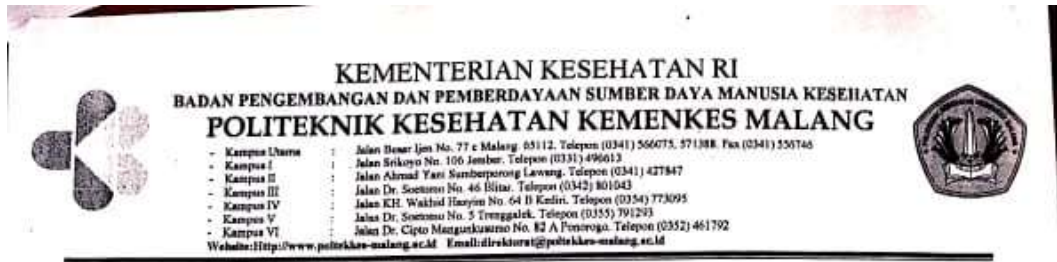 KEMENTERIAN KESEHATAN RI
BADAN PENGEMBANGAN DAN PEMBERDAYAAN SUMBER DAYA MANUSIA KESEHATAN
POLITEKNIK KESEHATAN KEMENKES MALANG
- Kampus Utama : Jalan Besar Ijen No. 77 c Malang. 65112. Telepon (0341) 566075, 571388. Fax (0341) 556746
- Kampus I : Jalan Srikoyo No. 106 Jember. Telepon (0331) 496613
- Kampus II : Jalan Ahmad Yani Sumberporong Lawang. Telepon (0341) 427847
- Kampus III : Jalan Dr. Soetomo No. 46 Blitar. Telepon (0342) 801043
- Kampus IV : Jalan KH. Wakhid Hasyim No. 64 B Kediri. Telepon (0354) 773095
- Kampus V : Jalan Dr. Soetomo No. 5 Trenggalek. Telepon (0355) 791293
- Kampus VI : Jalan Dr. Cipto Mangunkusumo No. 82 A Ponorogo. Telepon (0352) 461792
Website:Http://www.poltekkes-malang.ac.id Email:direktorat@poltekkes-malang.ac.id